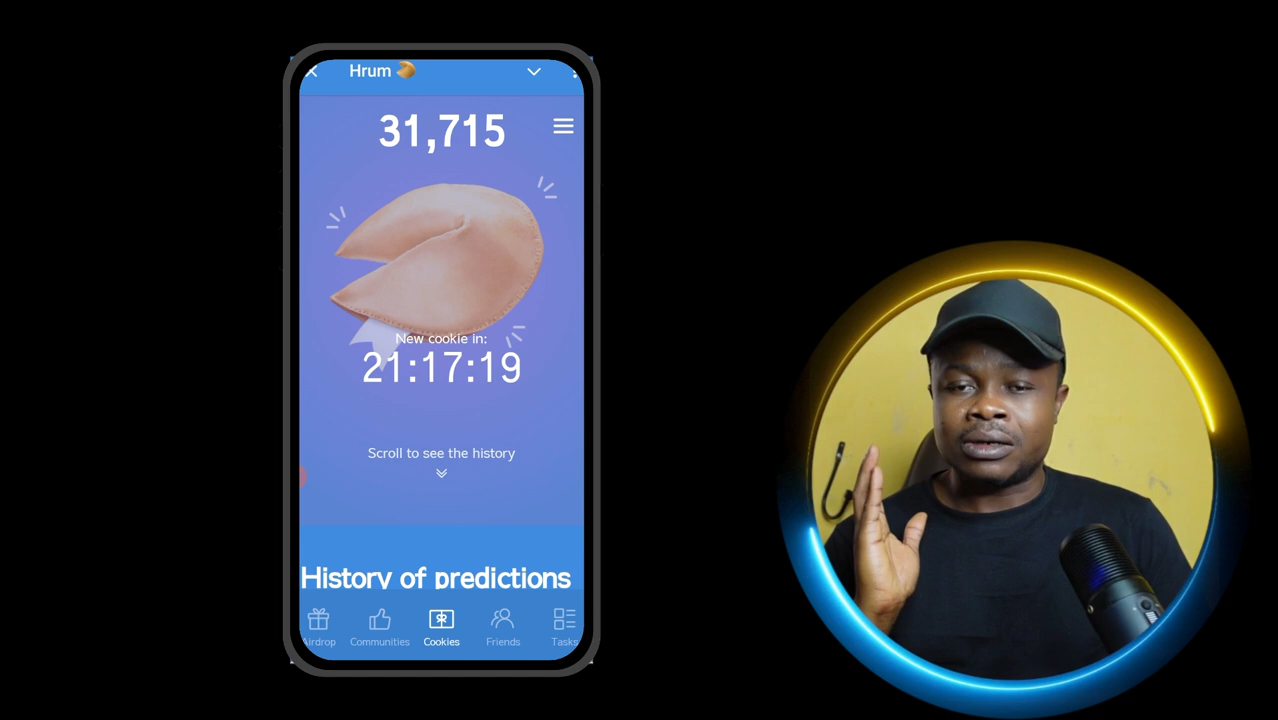 Hrum
31,715
New cookie in:
21:17:19
Scroll to see the history
History of predictions
Airdrop Communities Cookies Friends Tasks